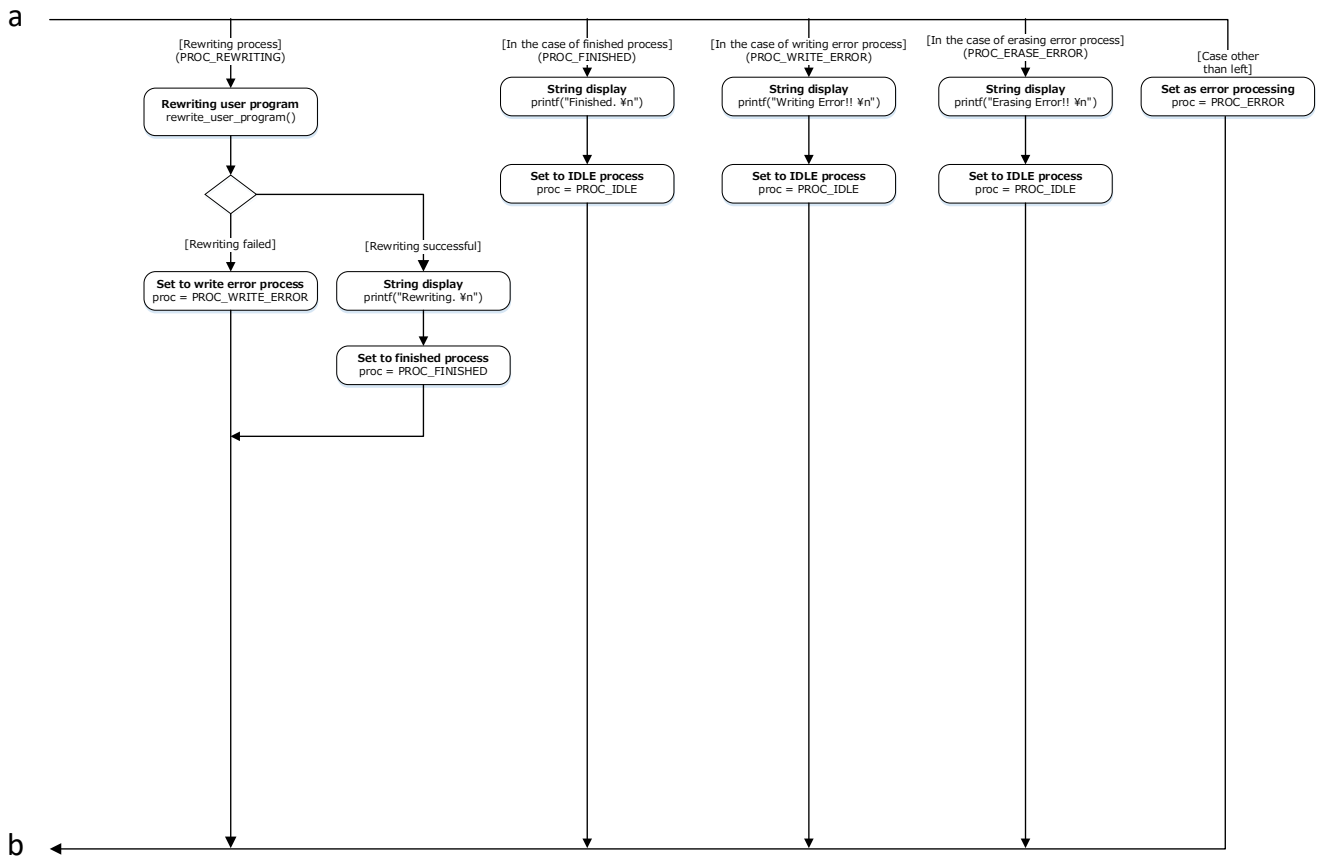 a
[Rewriting process]
(PROC_REWRITING)
Rewriting user program
rewrite_user_program()
[Rewriting failed]
Set to write error process
proc = PROC_WRITE_ERROR
[Rewriting successful]
String display
printf("Rewriting. ¥n")
Set to finished process
proc = PROC_FINISHED
[In the case of finished process]
(PROC_FINISHED)
String display
printf("Finished. ¥n")
Set to IDLE process
proc = PROC_IDLE
[In the case of writing error process]
(PROC_WRITE_ERROR)
String display
printf("Writing Error!! ¥n")
Set to IDLE process
proc = PROC_IDLE
[In the case of erasing error process]
(PROC_ERASE_ERROR)
String display
printf("Erasing Error!! ¥n")
Set to IDLE process
proc = PROC_IDLE
[Case other
than left]
Set as error processing
proc = PROC_ERROR
b